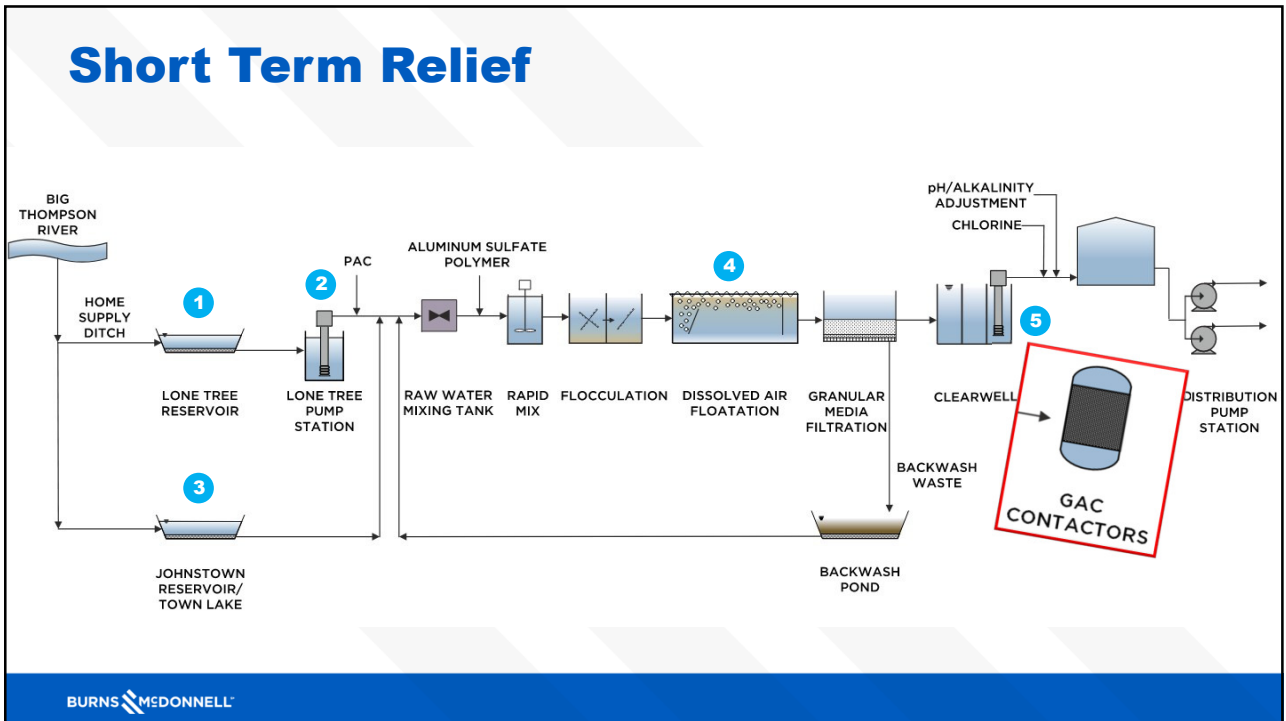 Short Term Relief
BIG
THOMPSON
RIVER
HOME
SUPPLY
DITCH
1
LONE TREE
RESERVOIR
2
LONE TREE
PUMP
STATION
PAC
3
JOHNSTOWN
RESERVOIR/
TOWN LAKE
RAW WATER
MIXING TANK
ALUMINUM SULFATE
POLYMER
RAPID
MIX
FLOCCULATION
4
DISSOLVED AIR
FLOATATION
GRANULAR
MEDIA
FILTRATION
BACKWASH
WASTE
BACKWASH
POND
CLEARWELL
pH/ALKALINITY
ADJUSTMENT
CHLORINE
5
GAC
CONTACTORS
DISTRIBUTION
PUMP
STATION
BURNS McDONNELL™